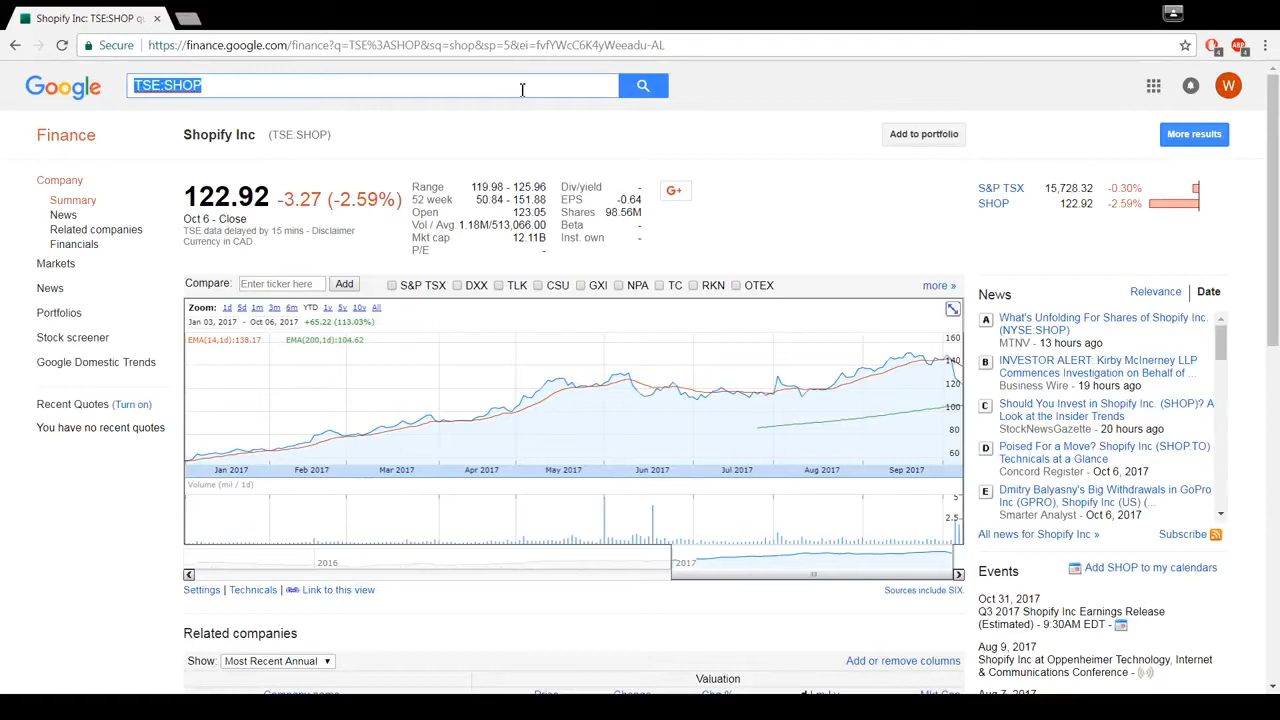 Shopify Inc: TSE:SHOP qu
Secure
https://finance.google.com/finance?q=TSE%3ASHOP&sq=shop&sp=5&ei=fvfYWcC6K4yWeeadu-AL
4
ABP
4
Google
TSE:SHOP
W
Finance
Shopify Inc (TSE:SHOP)
Add to portfolio
More results
Company
Summary
News
Related companies
Financials
Markets
News
Portfolios
Stock screener
Google Domestic Trends
Recent Quotes (Turn on)
You have no recent quotes
122.92 -3.27 (-2.59%)
Oct 6 - Close
TSE data delayed by 15 mins - Disclaimer
Currency in CAD
Range 119.98 - 125.96
52 week 50.84 - 151.88
Open 123.05
Vol / Avg. 1.18M/513,066.00
Mkt cap 12.11B
P/E -
Div/yield -
EPS -0.64
Shares 98.56M
Beta -
Inst. own -
G+
S&P TSX 15,728.32 -0.30%
SHOP 122.92 -2.59%
Compare: Enter ticker here Add S&P TSX DXX TLK CSU GXI NPA TC RKN OTEX more »
Zoom: 1d 5d 1m 3m 6m YTD 1y 5y 10y All
Jan 03, 2017 - Oct 06, 2017 +65.22 (113.03%)
EMA(14,1d):138.17 EMA(200,1d):104.62
160
140
120
100
80
60
Jan 2017 Feb 2017 Mar 2017 Apr 2017 May 2017 Jun 2017 Jul 2017 Aug 2017 Sep 2017
Volume (mil / 1d)
5
2.5
2016 2017
Settings | Technicals | Link to this view
Sources include SIX
Related companies
Show: Most Recent Annual
Add or remove columns
Valuation
Company name Price Change Chg % Mkt Cap
News
Relevance | Date
A What's Unfolding For Shares of Shopify Inc.
(NYSE:SHOP)
MTNV - 13 hours ago
B INVESTOR ALERT: Kirby McInerney LLP
Commences Investigation on Behalf of ...
Business Wire - 19 hours ago
C Should You Invest in Shopify Inc. (SHOP)? A
Look at the Insider Trends
StockNewsGazette - 20 hours ago
D Poised For a Move? Shopify Inc (SHOP.TO)
Technicals at a Glance
Concord Register - Oct 6, 2017
E Dmitry Balyasny's Big Withdrawals in GoPro
Inc (GPRO), Shopify Inc (US) (...
Smarter Analyst - Oct 6, 2017
All news for Shopify Inc »
Subscribe
Events
Add SHOP to my calendars
Oct 31, 2017
Q3 2017 Shopify Inc Earnings Release
(Estimated) - 9:30AM EDT -
Aug 9, 2017
Shopify Inc at Oppenheimer Technology, Internet
& Communications Conference -
Aug 7, 2017